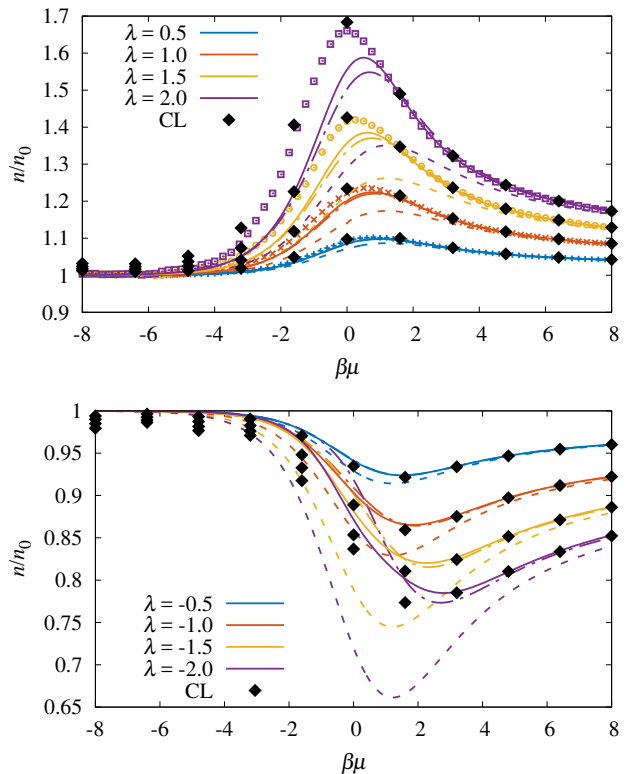 1.7
1.6
1.5
1.4
1.3
1.2
1.1
1
0.9
n/n0
λ = 0.5
λ = 1.0
λ = 1.5
λ = 2.0
CL
-8 -6 -4 -2 0 2 4 6 8
βμ
1
0.95
0.9
0.85
0.8
0.75
0.7
0.65
n/n0
λ = -0.5
λ = -1.0
λ = -1.5
λ = -2.0
CL
-8 -6 -4 -2 0 2 4 6 8
βμ